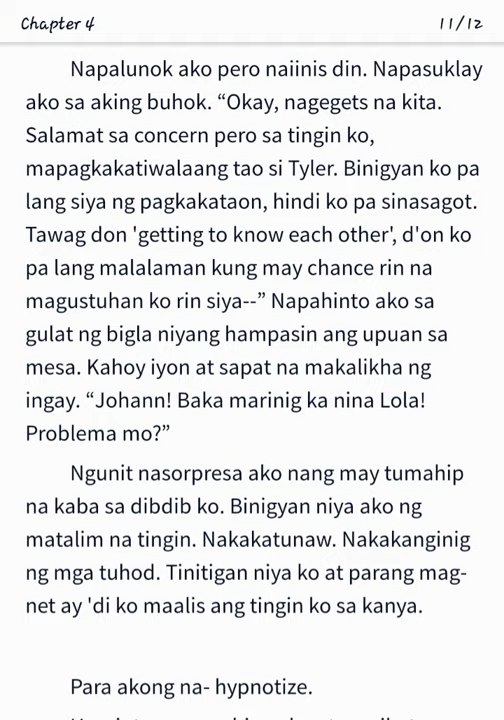 Chapter 4
11/12
Napalunok ako pero naiinis din. Napasuklay
ako sa aking buhok. “Okay, nagegets na kita.
Salamat sa concern pero sa tingin ko,
mapagkakatiwalaang tao si Tyler. Binigyan ko pa
lang siya ng pagkakataon, hindi ko pa sinasagot.
Tawag don 'getting to know each other', d'on ko
pa lang malalaman kung may chance rin na
magustuhan ko rin siya--” Napahinto ako sa
gulat ng bigla niyang hampasin ang upuan sa
mesa. Kahoy iyon at sapat na makalikha ng
ingay. “Johann! Baka marinig ka nina Lola!
Problema mo?”
Ngunit nasorpresa ako nang may tumahip
na kaba sa dibdib ko. Binigyan niya ako ng
matalim na tingin. Nakakatunaw. Nakakanginig
ng mga tuhod. Tinitigan niya ko at parang mag-
net ay 'di ko maalis ang tingin ko sa kanya.
Para akong na- hypnotize.